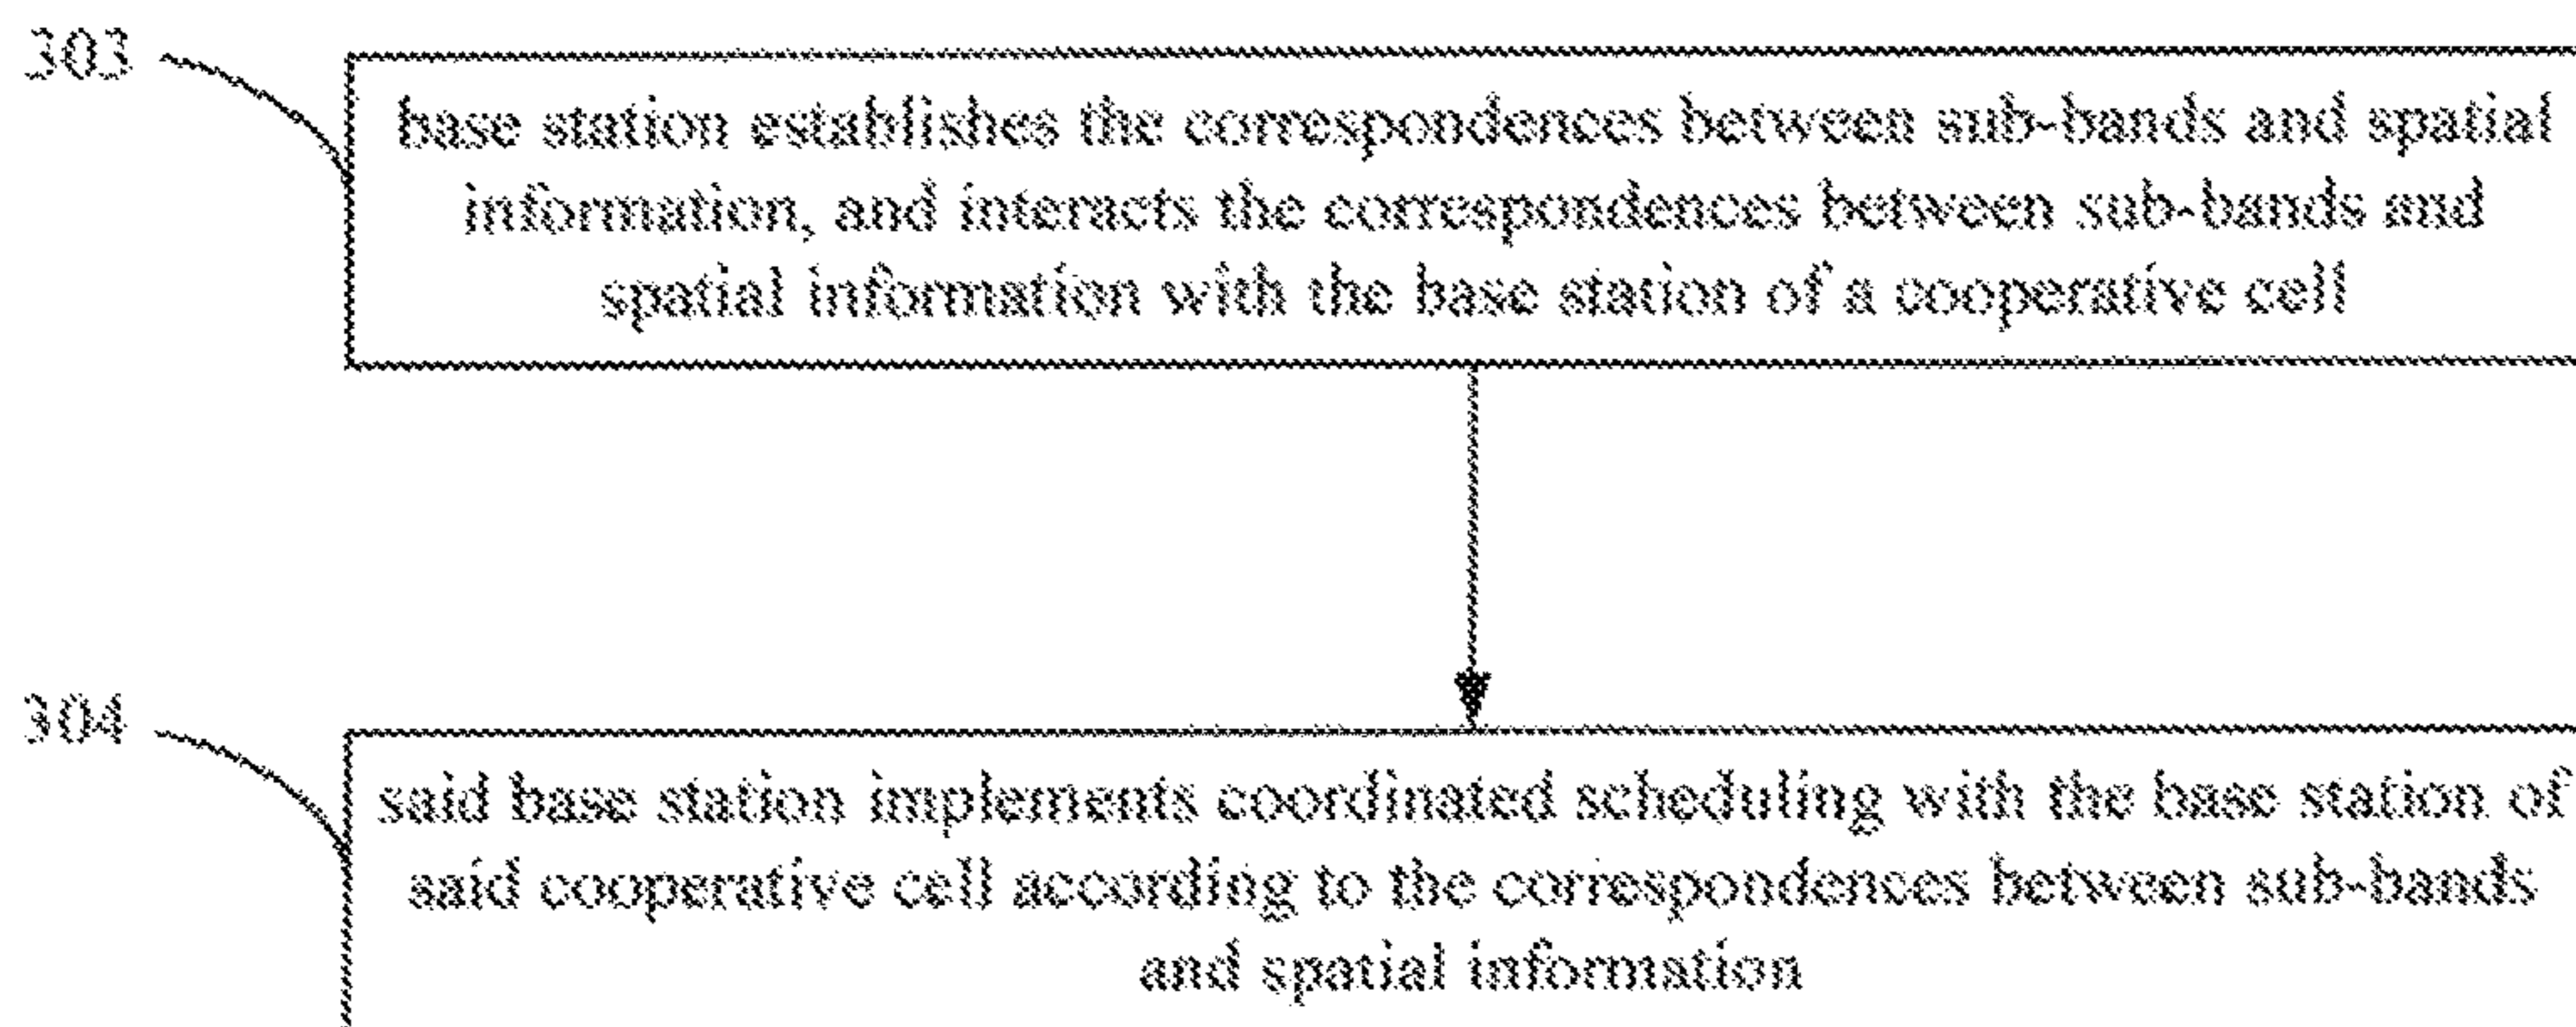 303
base station establishes the correspondences between sub-bands and spatial
information, and interacts the correspondences between sub-bands and
spatial information with the base station of a cooperative cell
304
said base station implements coordinated scheduling with the base station of
said cooperative cell according to the correspondences between sub-bands
and spatial information